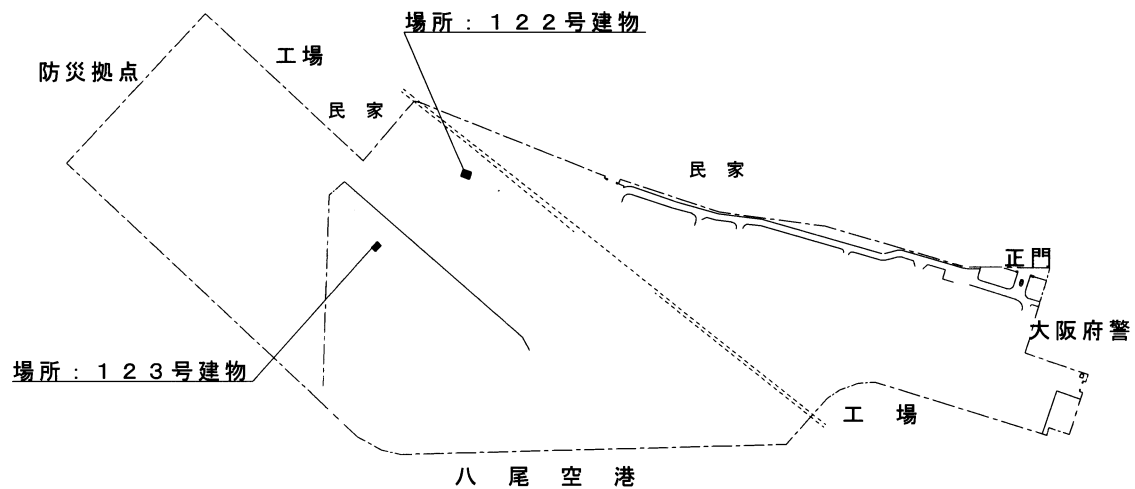 場所：１２２号建物
工場
防災拠点
民　家
民　家
正門
大阪府警
場所：１２３号建物
工　場
八　尾　空　港